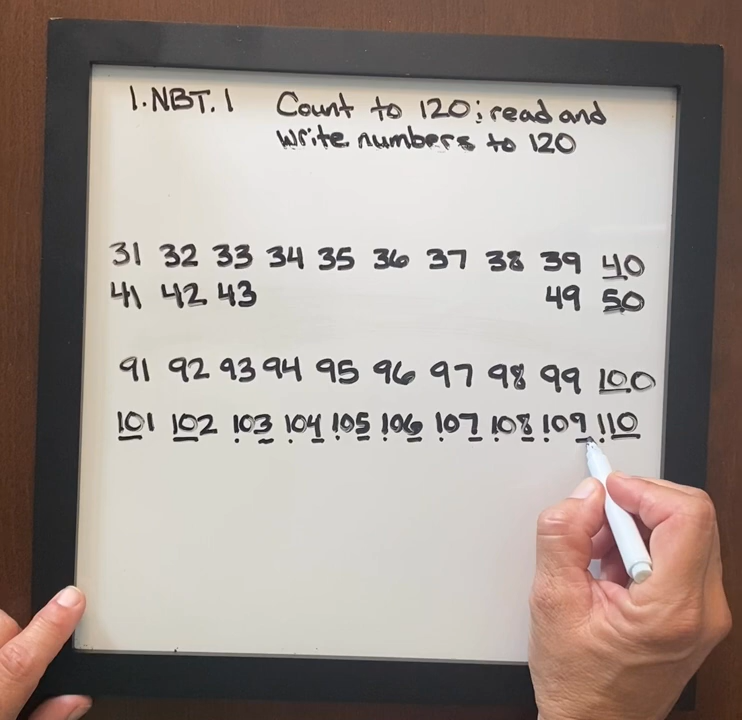 1.NBT.1 Count to 120; read and
write numbers to 120
31 32 33 34 35 36 37 38 39 40
41 42 43 49 50
91 92 93 94 95 96 97 98 99 100
101 102 103 104 105 106 107 108 109 110